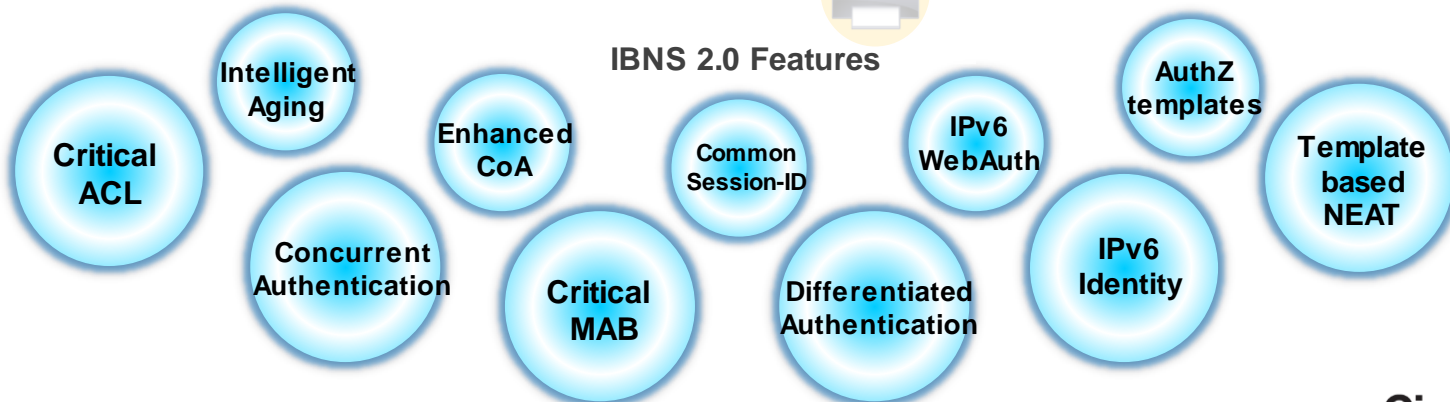 IBNS 2.0 Features
Critical
ACL
Intelligent
Aging
Concurrent
Authentication
Enhanced
CoA
Critical
MAB
Common
Session-ID
Differentiated
Authentication
IPv6
WebAuth
IPv6
Identity
AuthZ
templates
Template
based
NEAT